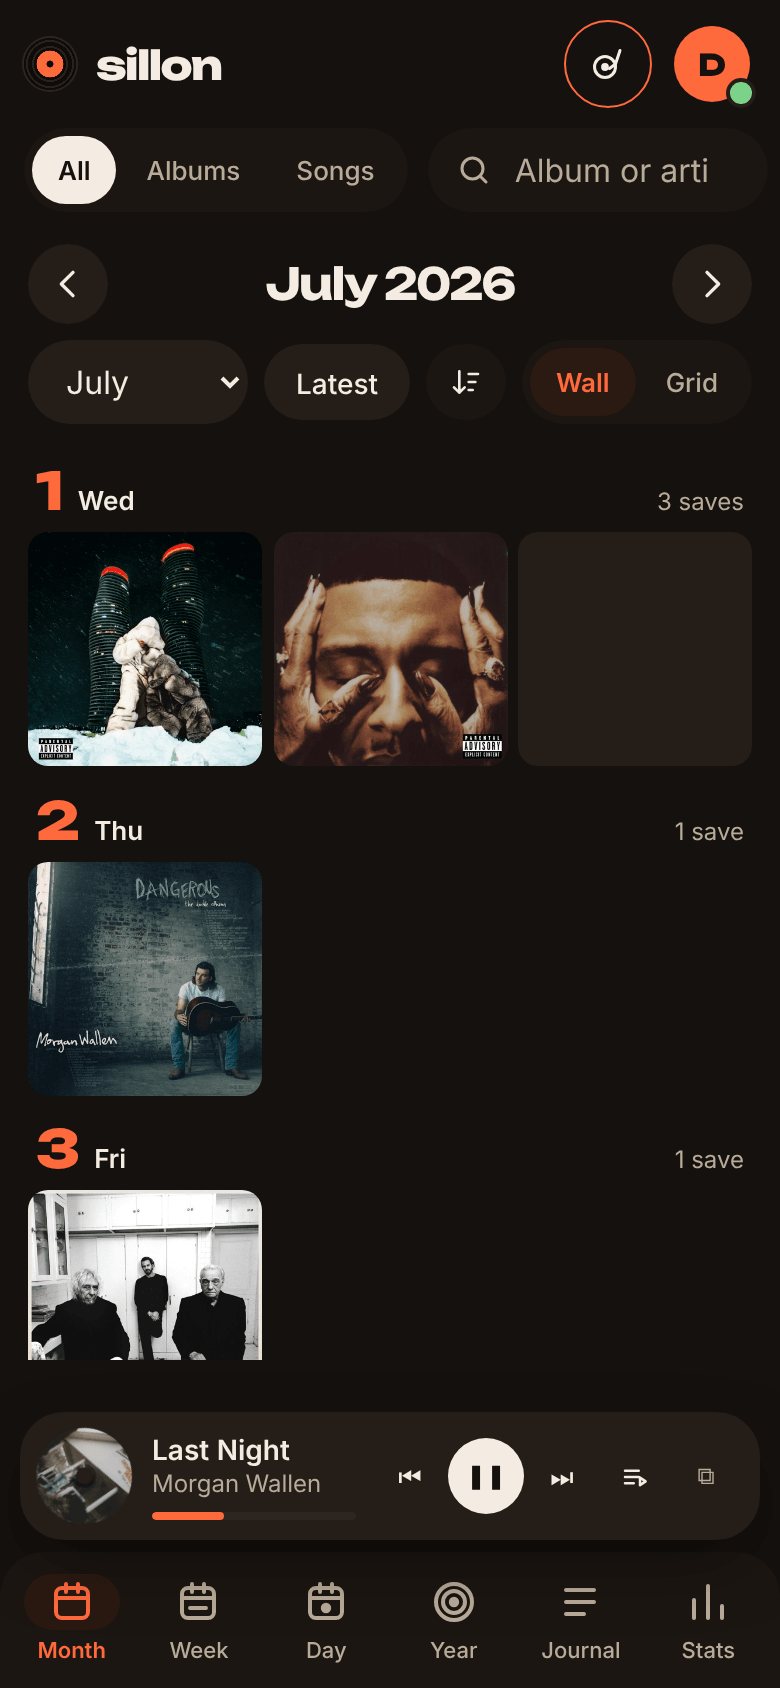 sillon
D
All
Albums
Songs
Album or arti
July 2026
July
Latest
Wall
Grid
1 Wed
3 saves
PARENTAL
ADVISORY
EXPLICIT CONTENT
PARENTAL
ADVISORY
EXPLICIT CONTENT
2 Thu
1 save
DANGEROUS
the double album
Morgan Wallen
3 Fri
1 save
Last Night
Morgan Wallen
Month
Week
Day
Year
Journal
Stats